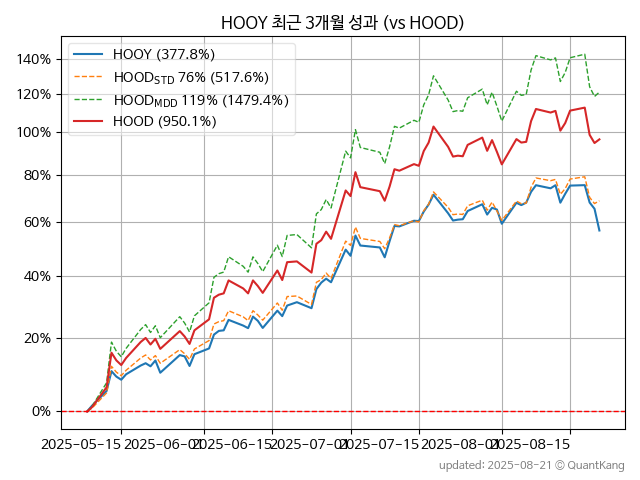 HOOY 최근 3개월 성과 (vs HOOD)
HOOY (377.8%)
HOODSTD 76% (517.6%)
HOODMDD 119% (1479.4%)
HOOD (950.1%)
140%
120%
100%
80%
60%
40%
20%
0%
2025-05-15 2025-06-01 2025-06-15 2025-07-01 2025-07-15 2025-08-01 2025-08-15
updated: 2025-08-21 © QuantKang